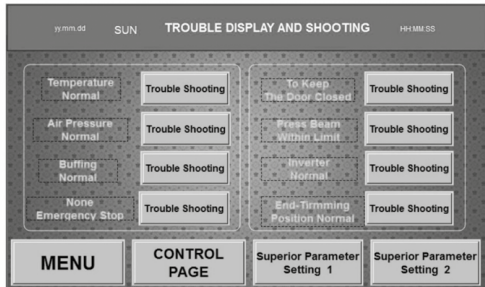 yy.mm.dd SUN TROUBLE DISPLAY AND SHOOTING HH:MM:SS
Temperature
Normal
Trouble Shooting
To Keep
The Door Closed
Trouble Shooting
Air Pressure
Normal
Trouble Shooting
Press Beam
Within Limit
Trouble Shooting
Buffing
Normal
Trouble Shooting
Inverter
Normal
Trouble Shooting
None
Emergency Stop
Trouble Shooting
End-Tirmming
Position Normal
Trouble Shooting
MENU
CONTROL
PAGE
Superior Parameter
Setting 1
Superior Parameter
Setting 2